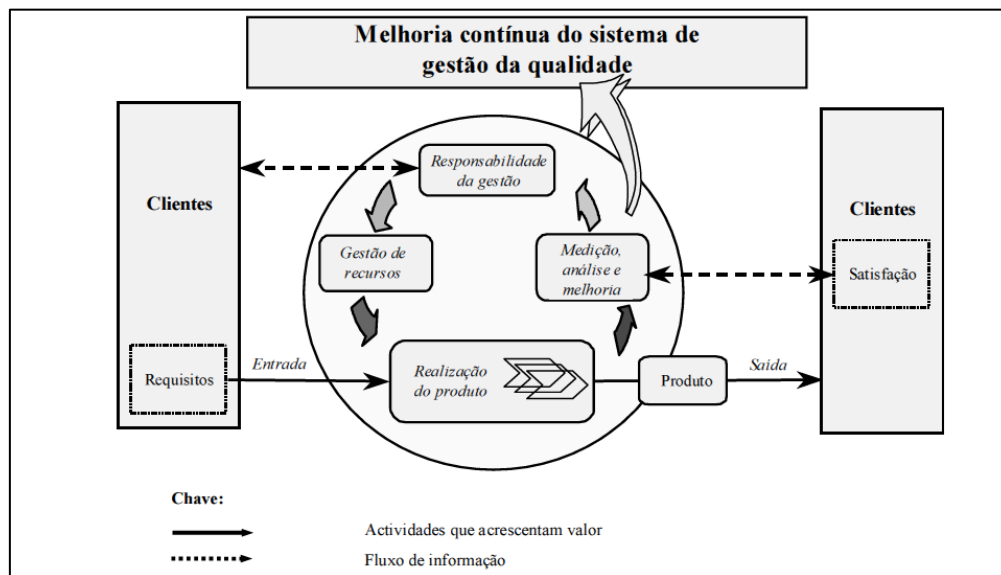 Melhoria contínua do sistema de
gestão da qualidade
Responsabilidade
da gestão
Clientes
Clientes
Gestão de
recursos
Medição,
análise e
melhoria
Satisfação
Requisitos
Entrada
Realização
do produto
Produto
Saída
Chave:
Actividades que acrescentam valor
Fluxo de informação